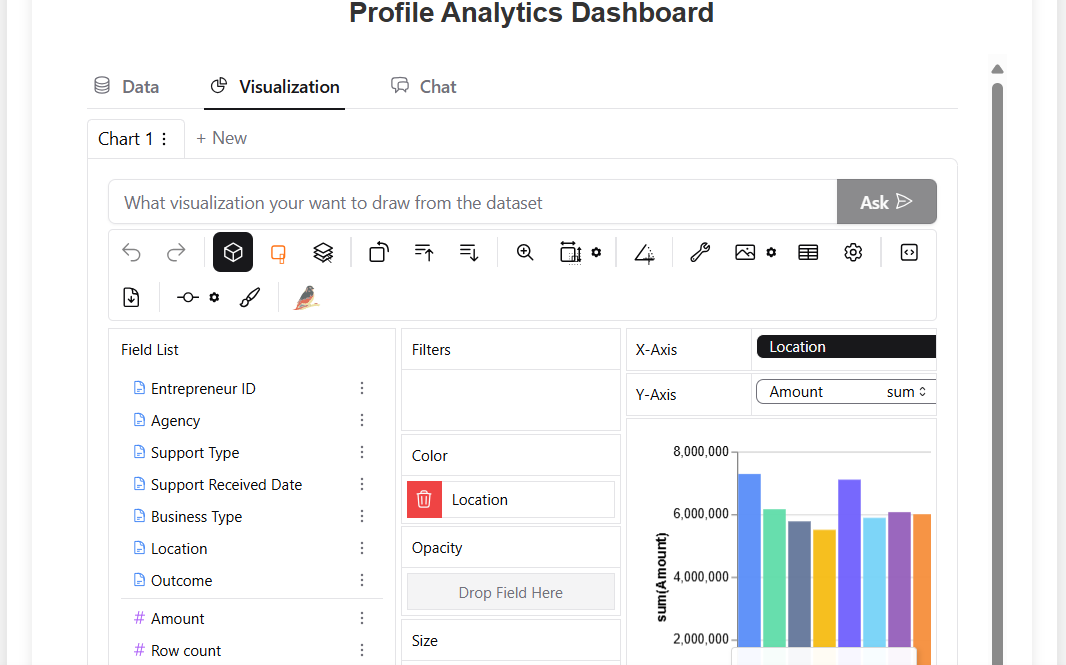 Profile Analytics Dashboard
Data
Visualization
Chat
Chart 1
+ New
What visualization your want to draw from the dataset
Ask
Field List
Entrepreneur ID
Agency
Support Type
Support Received Date
Business Type
Location
Outcome
# Amount
# Row count
Filters
Color
Location
Opacity
Drop Field Here
Size
X-Axis
Location
Y-Axis
Amount
sum
sum(Amount)
8,000,000
6,000,000
4,000,000
2,000,000